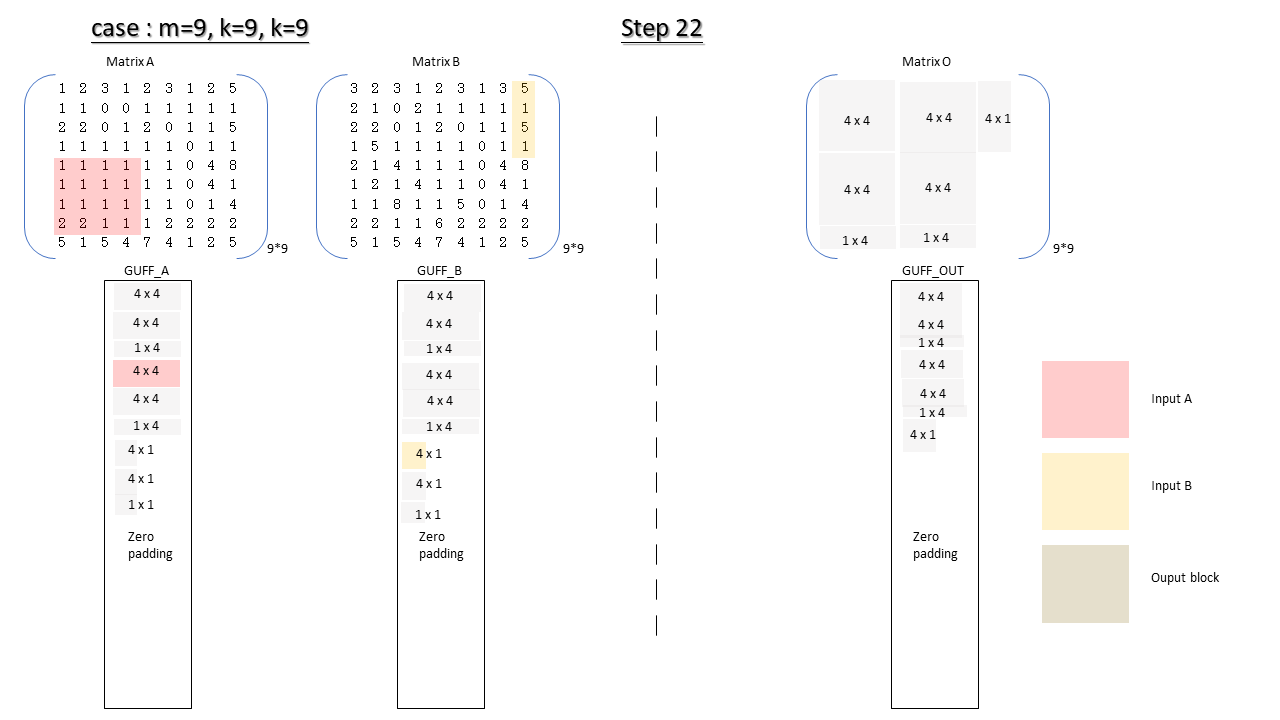 case : m=9, k=9, k=9
Step 22
Matrix A
Matrix B
Matrix O
1 2 3 1 2 3 1 2 5
1 1 0 0 1 1 1 1 1
2 2 0 1 2 0 1 1 5
1 1 1 1 1 1 0 1 1
1 1 1 1 1 1 0 4 8
1 1 1 1 1 1 0 4 1
1 1 1 1 1 1 0 1 4
2 2 1 1 1 2 2 2 2
5 1 5 4 7 4 1 2 5
9*9
3 2 3 1 2 3 1 3 5
2 1 0 2 1 1 1 1 1
2 2 0 1 2 0 1 1 5
1 5 1 1 1 1 0 1 1
2 1 4 1 1 1 0 4 8
1 2 1 4 1 1 0 4 1
1 1 8 1 1 5 0 1 4
2 2 1 1 6 2 2 2 2
5 1 5 4 7 4 1 2 5
9*9
4 x 4
4 x 4
4 x 1
4 x 4
4 x 4
1 x 4
1 x 4
9*9
GUFF_A
4 x 4
4 x 4
1 x 4
4 x 4
4 x 4
1 x 4
4 x 1
4 x 1
1 x 1
Zero
padding
GUFF_B
4 x 4
4 x 4
1 x 4
4 x 4
4 x 4
1 x 4
4 x 1
4 x 1
1 x 1
Zero
padding
GUFF_OUT
4 x 4
4 x 4
1 x 4
4 x 4
4 x 4
1 x 4
4 x 1
Zero
padding
Input A
Input B
Ouput block